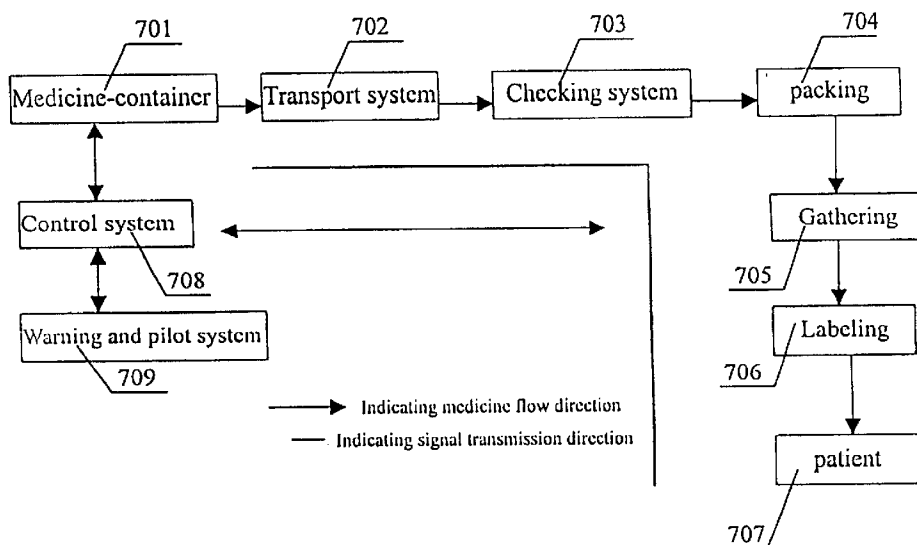 701
702
703
704
Medicine-container
Transport system
Checking system
packing
Control system
708
Gathering
705
Warning and pilot system
709
Labeling
706
Indicating medicine flow direction
Indicating signal transmission direction
patient
707